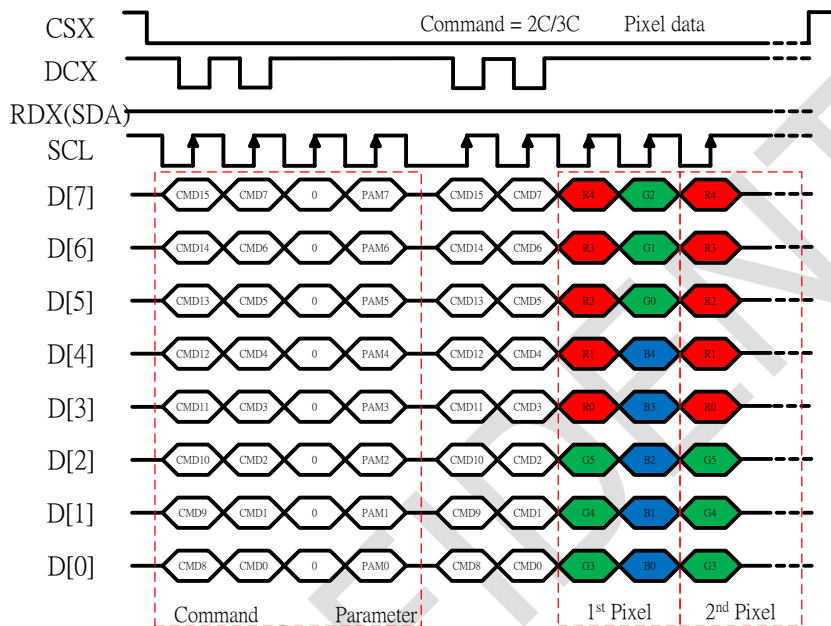 CSX Command = 2C/3C Pixel data
DCX
RDX(SDA)
SCL
D[7] CMD15 CMD7 0 PAM7 CMD15 CMD7 R4 G2 R4
D[6] CMD14 CMD6 0 PAM6 CMD14 CMD6 R3 G1 R3
D[5] CMD13 CMD5 0 PAM5 CMD13 CMD5 R2 G0 R2
D[4] CMD12 CMD4 0 PAM4 CMD12 CMD4 R1 B4 R1
D[3] CMD11 CMD3 0 PAM3 CMD11 CMD3 R0 B3 R0
D[2] CMD10 CMD2 0 PAM2 CMD10 CMD2 G5 B2 G5
D[1] CMD9 CMD1 0 PAM1 CMD9 CMD1 G4 B1 G4
D[0] CMD8 CMD0 0 PAM0 CMD8 CMD0 G3 B0 G3
Command Parameter 1st Pixel 2nd Pixel